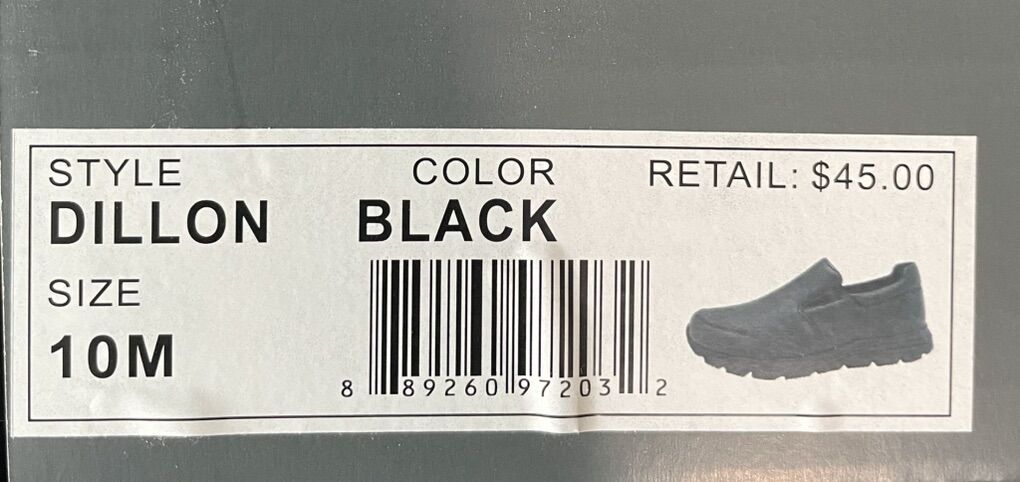 STYLE
DILLON
COLOR
BLACK
RETAIL: $45.00
SIZE
10M
8 89260 97203 2